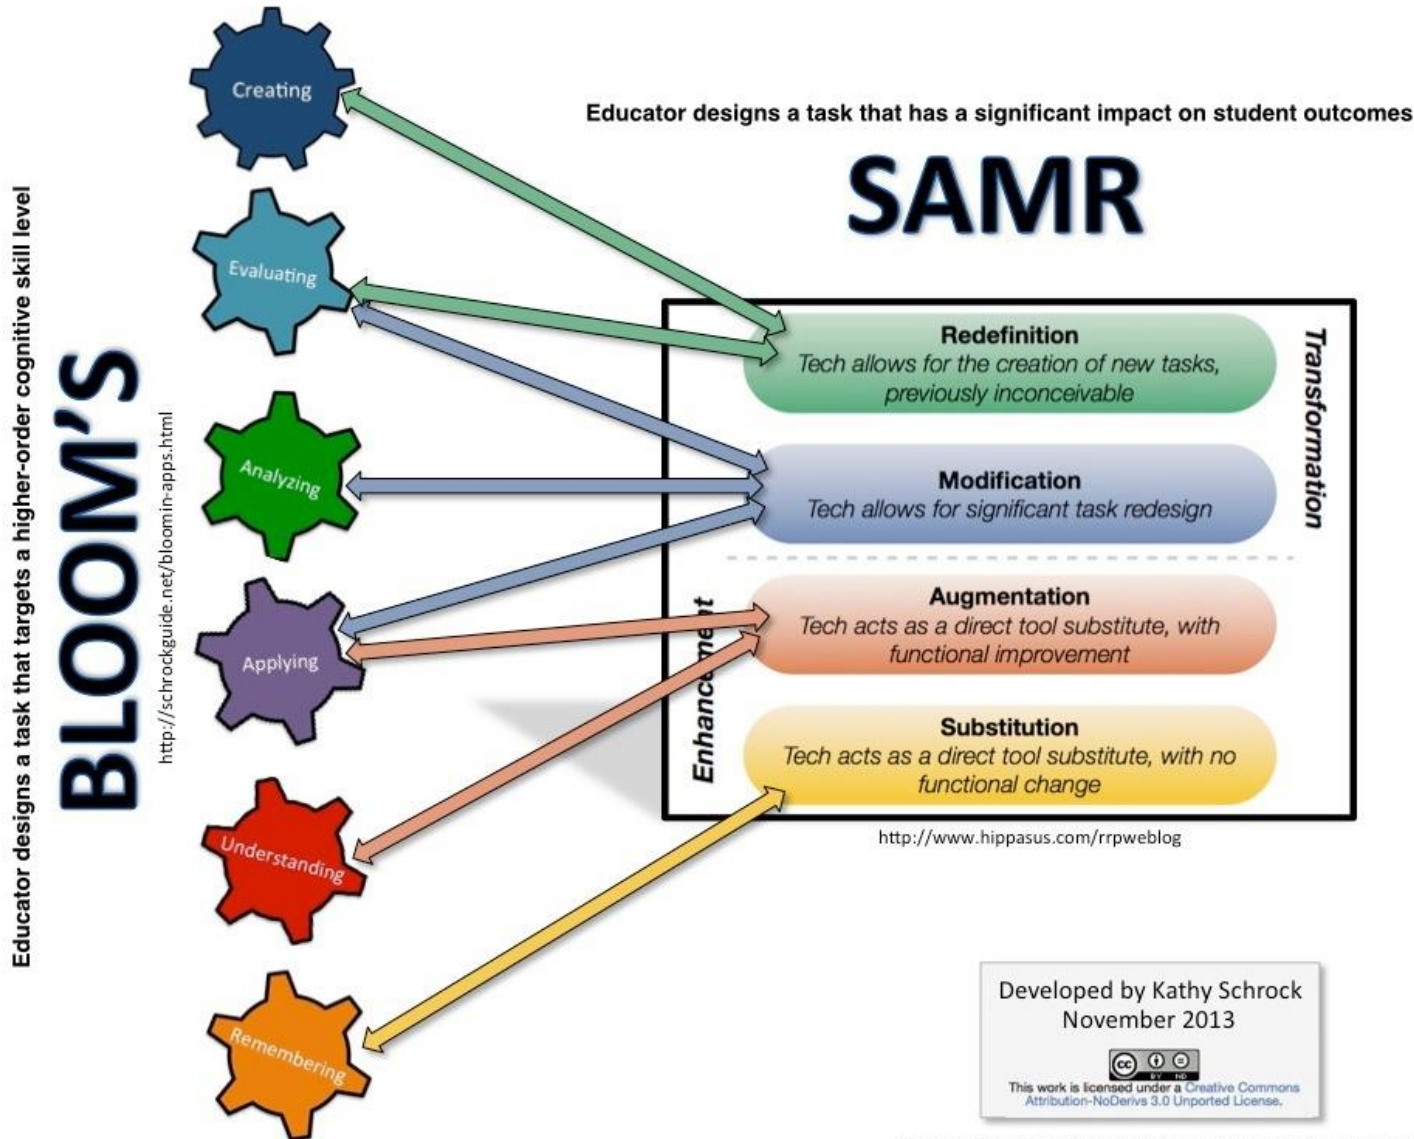 Educator designs a task that targets a higher-order cognitive skill level
BLOOM'S
http://schrockguide.net/bloomin-apps.html
Creating
Evaluating
Analyzing
Applying
Understanding
Remembering
Educator designs a task that has a significant impact on student outcomes
SAMR
Redefinition
Tech allows for the creation of new tasks,
previously inconceivable
Modification
Tech allows for significant task redesign
Transformation
Augmentation
Tech acts as a direct tool substitute, with
functional improvement
Substitution
Tech acts as a direct tool substitute, with no
functional change
Enhancement
http://www.hippasus.com/rrpweblog
Developed by Kathy Schrock
November 2013
cc
BY ND
This work is licensed under a Creative Commons
Attribution-NoDerivs 3.0 Unported License.